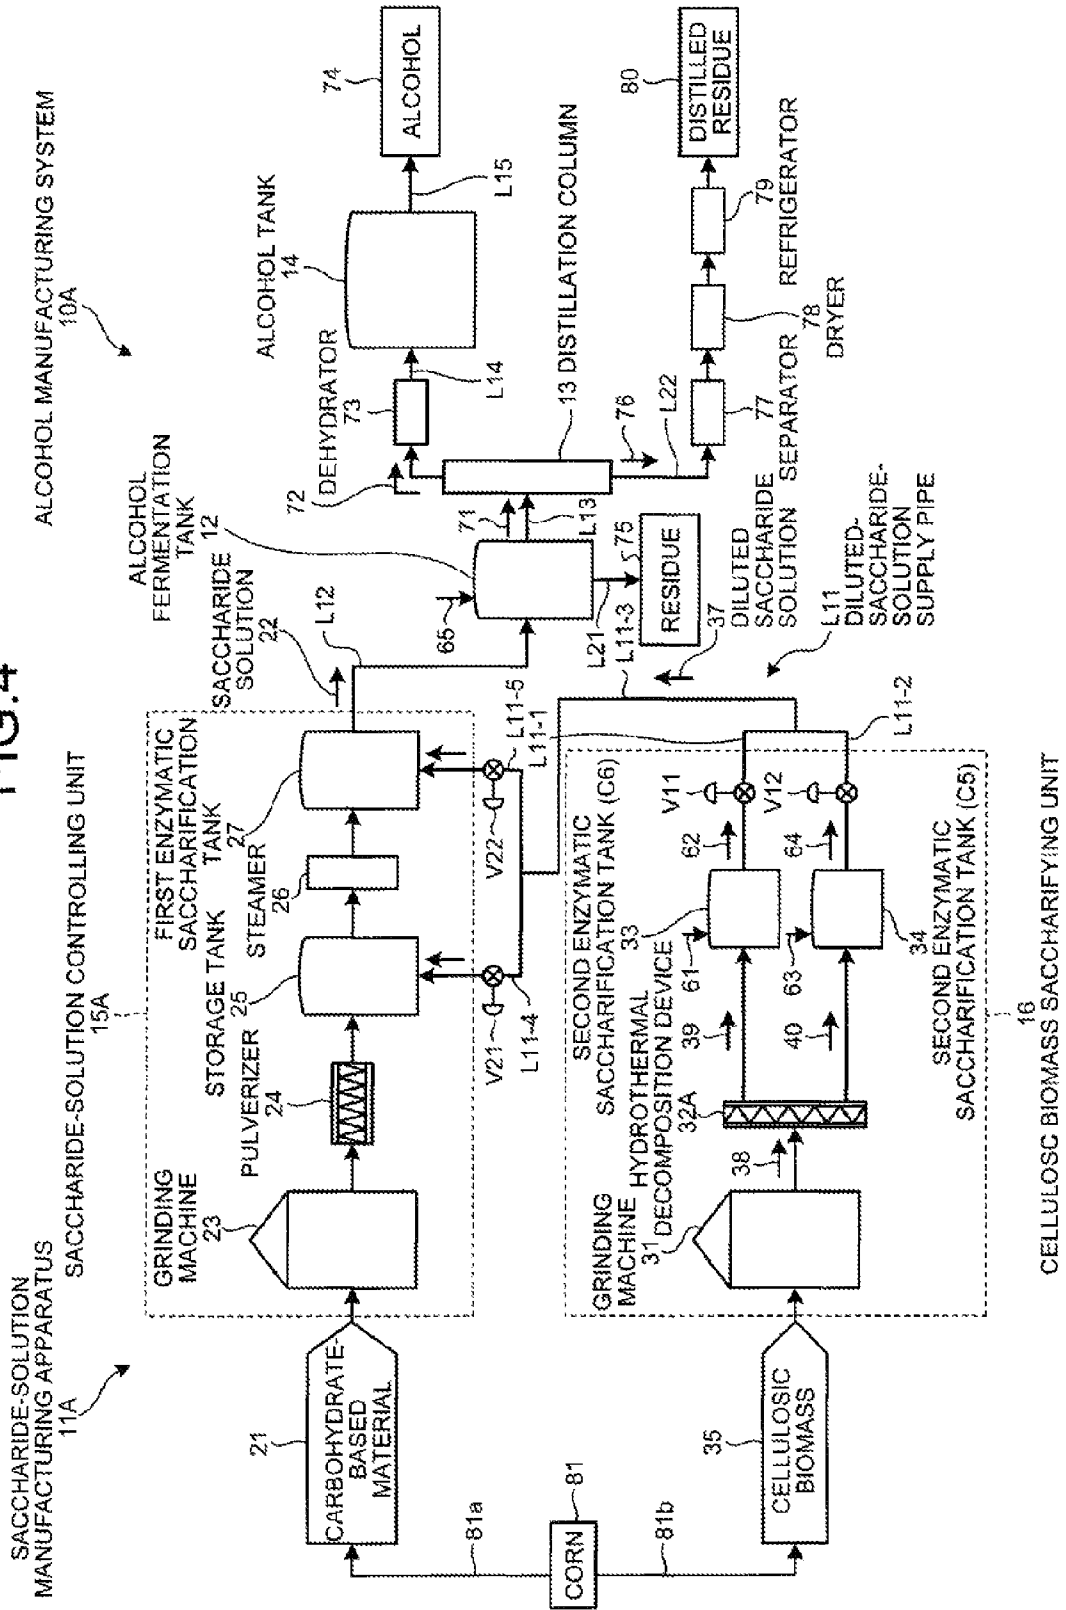 FIG.4
ALCOHOL MANUFACTURING SYSTEM
10A
SACCHARIDE-SOLUTION
MANUFACTURING APPARATUS
11A
SACCHARIDE-SOLUTION CONTROLLING UNIT
15A
GRINDING
MACHINE
23
PULVERIZER
24
STORAGE TANK
25
STEAMER
26
FIRST ENZYMATIC
SACCHARIFICATION
TANK
27
SACCHARIDE
SOLUTION
22
L12
ALCOHOL
FERMENTATION
TANK
12
65
71
L13
72
DEHYDRATOR
73
L14
ALCOHOL TANK
14
L15
74
ALCOHOL
13 DISTILLATION COLUMN
76
L22
SEPARATOR
77
78
DRYER
REFRIGERATOR
79
80
DISTILLED
RESIDUE
L21
75
RESIDUE
21
CARBOHYDRATE-
BASED
MATERIAL
81a
CORN
81
81b
35
CELLULOSIC
BIOMASS
V21
L11-4
V22
L11-5
L11-1
L11-3
37
DILUTED
SACCHARIDE
SOLUTION
L11
DILUTED-
SACCHARIDE-
SOLUTION
SUPPLY PIPE
L11-2
GRINDING
MACHINE
31
HYDROTHERMAL
DECOMPOSITION DEVICE
32A
38
39
40
SECOND ENZYMATIC
SACCHARIFICATION TANK (C6)
33
61
62
V11
63
64
V12
34
SECOND ENZYMATIC
SACCHARIFICATION TANK (C5)
16
CELLULOSC BIOMASS SACCHARIFYING UNIT